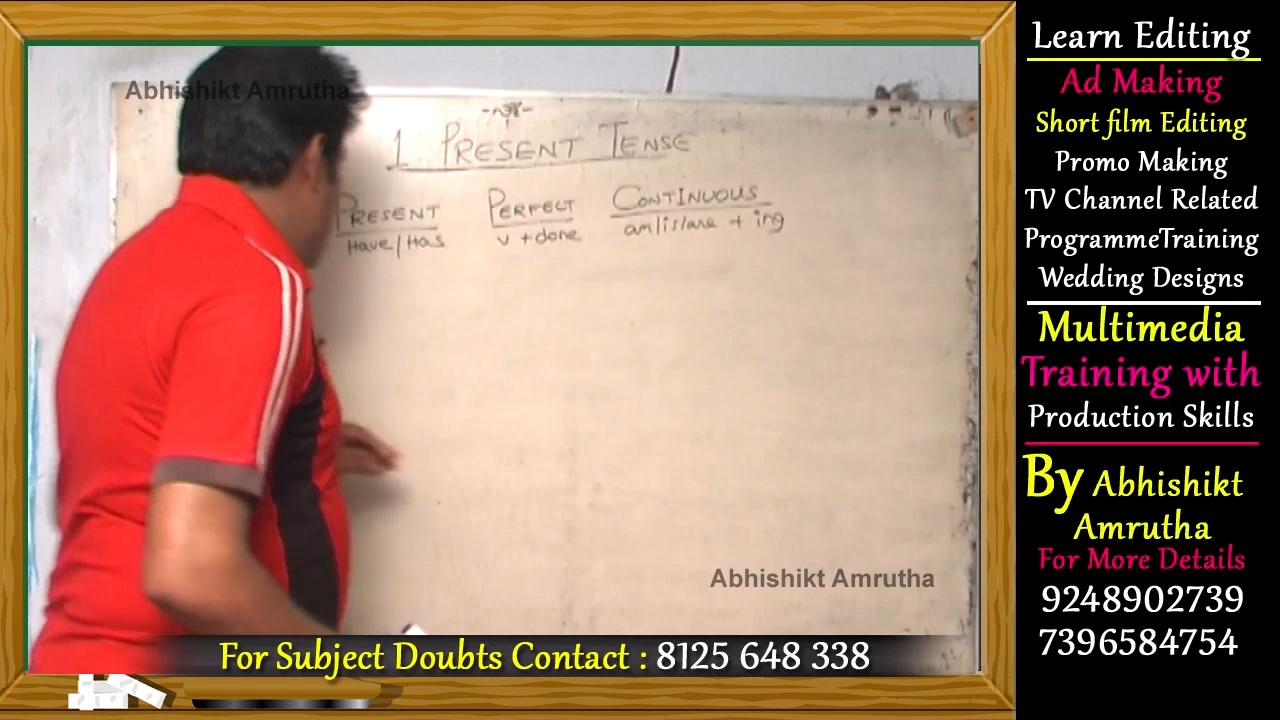 Abhishikt Amrutha
1 PRESENT TENSE
PRESENT PERFECT CONTINUOUS
Have/Has v + done am/is/are + ing
Abhishikt Amrutha
For Subject Doubts Contact : 8125 648 338
Learn Editing
Ad Making
Short film Editing
Promo Making
TV Channel Related
ProgrammeTraining
Wedding Designs
Multimedia
Training with
Production Skills
By Abhishikt
Amrutha
For More Details
9248902739
7396584754